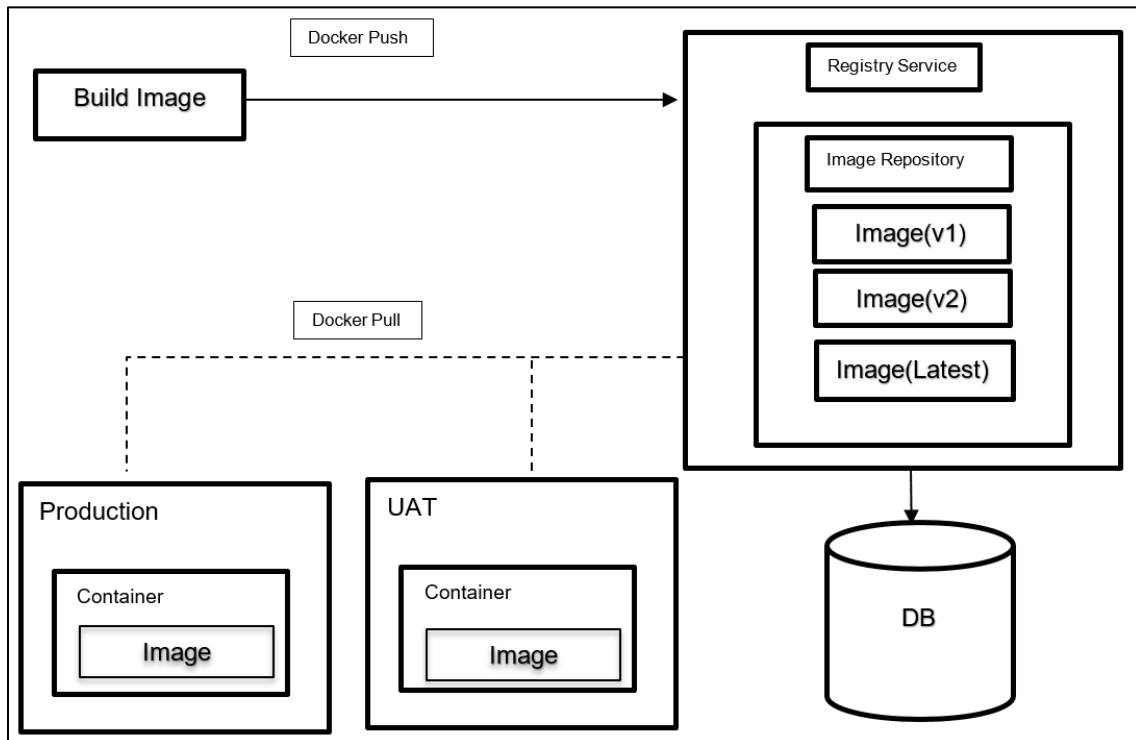 Docker Push
Build Image
Registry Service
Image Repository
Image(v1)
Image(v2)
Image(Latest)
Docker Pull
Production
Container
Image
UAT
Container
Image
DB